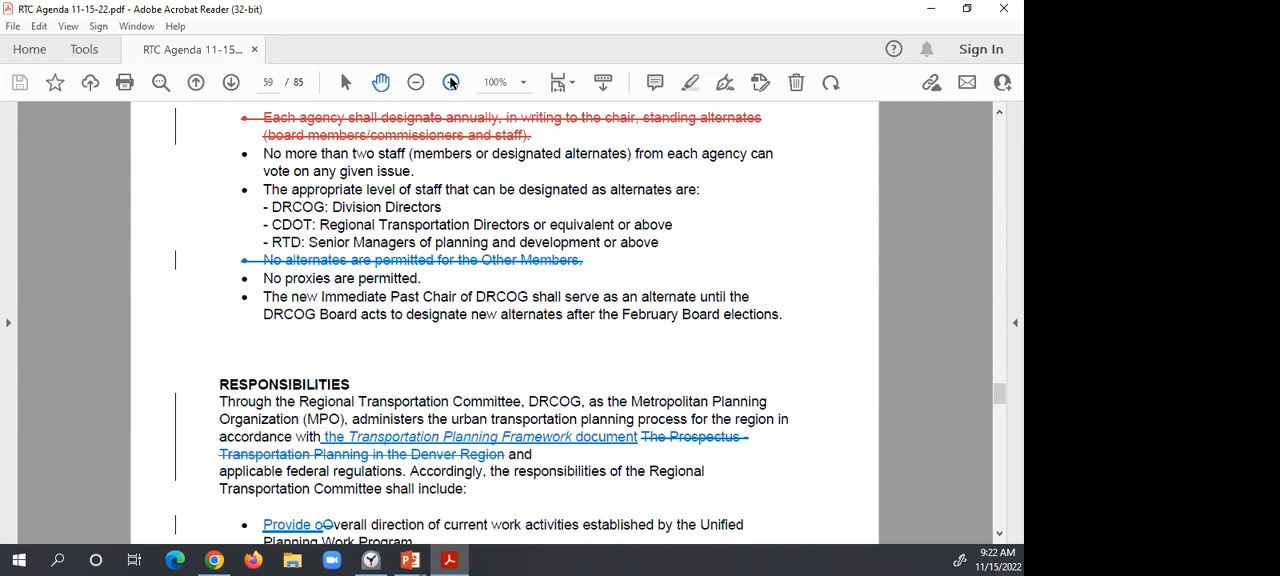 RTC Agenda 11-15-22.pdf - Adobe Acrobat Reader (32-bit)
File Edit View Sign Window Help
Home Tools RTC Agenda 11-15... × Sign In
59 / 85 100%
• Each agency shall designate annually, in writing to the chair, standing alternates
(board members/commissioners and staff).
• No more than two staff (members or designated alternates) from each agency can
vote on any given issue.
• The appropriate level of staff that can be designated as alternates are:
- DRCOG: Division Directors
- CDOT: Regional Transportation Directors or equivalent or above
- RTD: Senior Managers of planning and development or above
• No alternates are permitted for the Other Members.
• No proxies are permitted.
• The new Immediate Past Chair of DRCOG shall serve as an alternate until the
DRCOG Board acts to designate new alternates after the February Board elections.
RESPONSIBILITIES
Through the Regional Transportation Committee, DRCOG, as the Metropolitan Planning
Organization (MPO), administers the urban transportation planning process for the region in
accordance with the Transportation Planning Framework document The Prospectus -
Transportation Planning in the Denver Region and
applicable federal regulations. Accordingly, the responsibilities of the Regional
Transportation Committee shall include:
• Provide oOverall direction of current work activities established by the Unified
Planning Work Program.
9:22 AM
11/15/2022